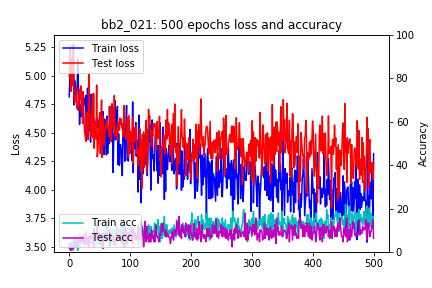 bb2_021: 500 epochs loss and accuracy
Train loss
Test loss
Train acc
Test acc
Loss
5.25
5.00
4.75
4.50
4.25
4.00
3.75
3.50
Accuracy
100
80
60
40
20
0
0 100 200 300 400 500